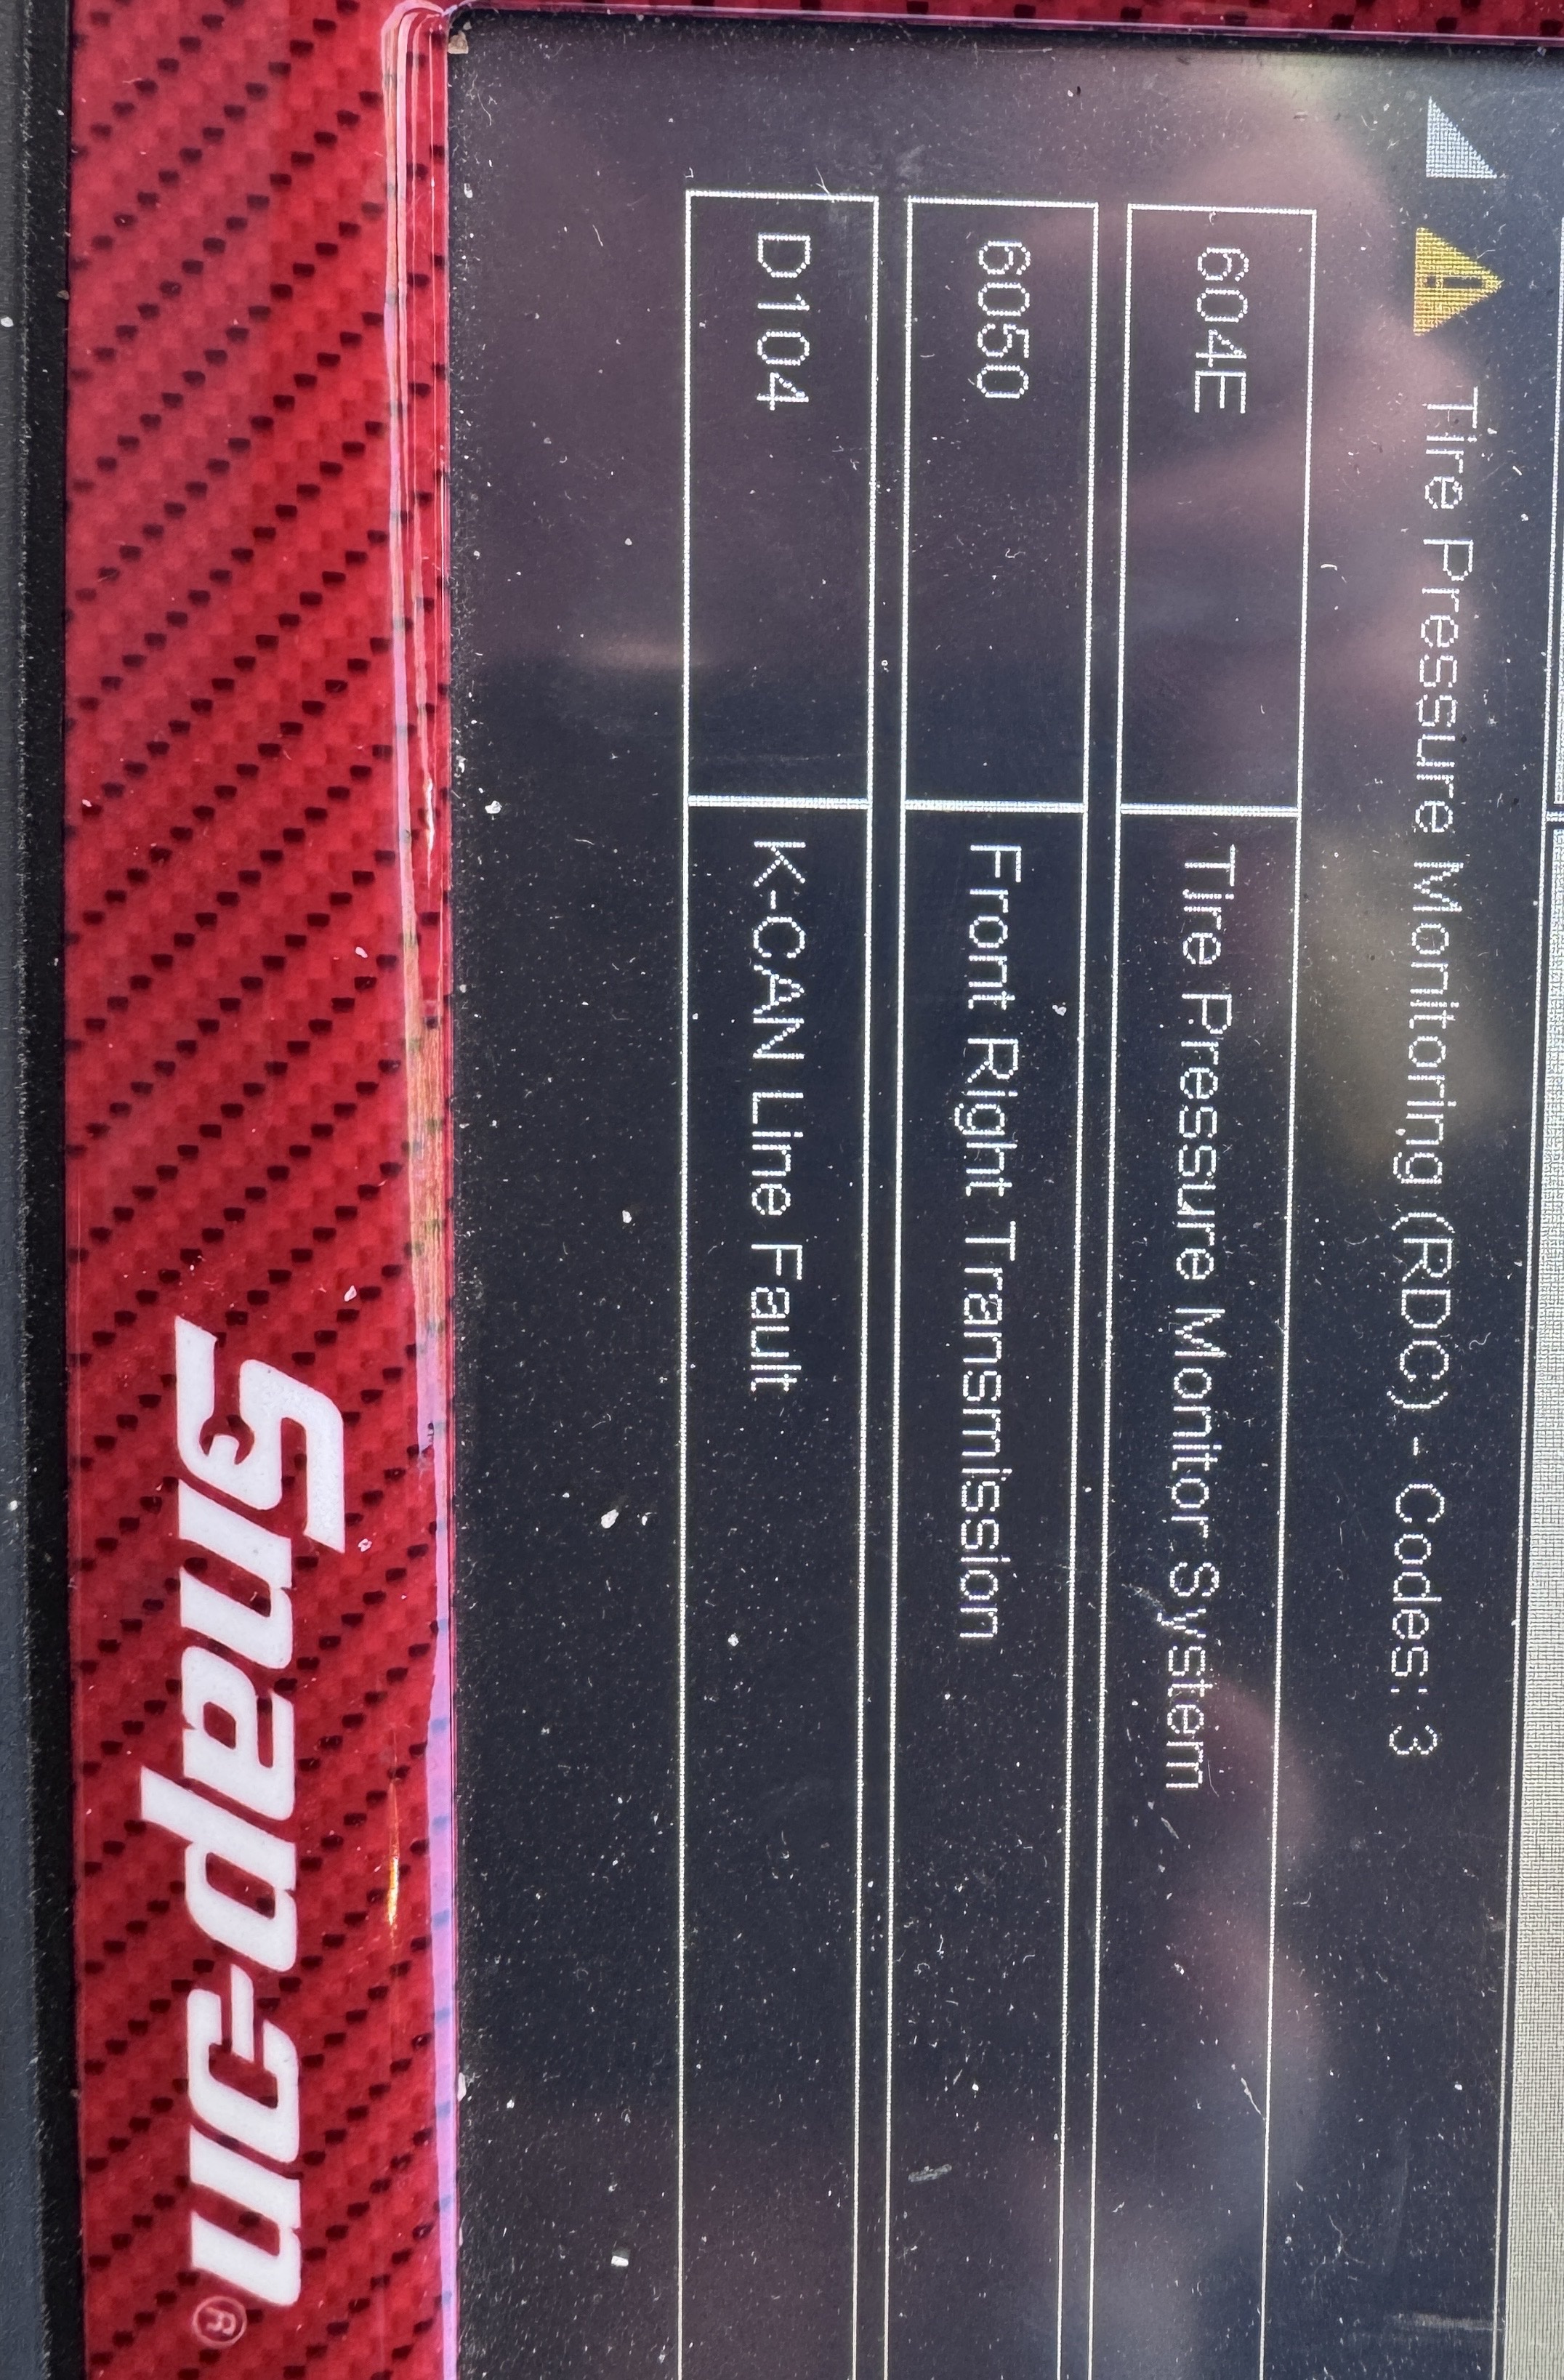 Tire Pressure Monitoring (RDC) - Codes: 3
604E Tire Pressure Monitor System
6050 Front Right Transmission
D104 K-CAN Line Fault
Snap-on®